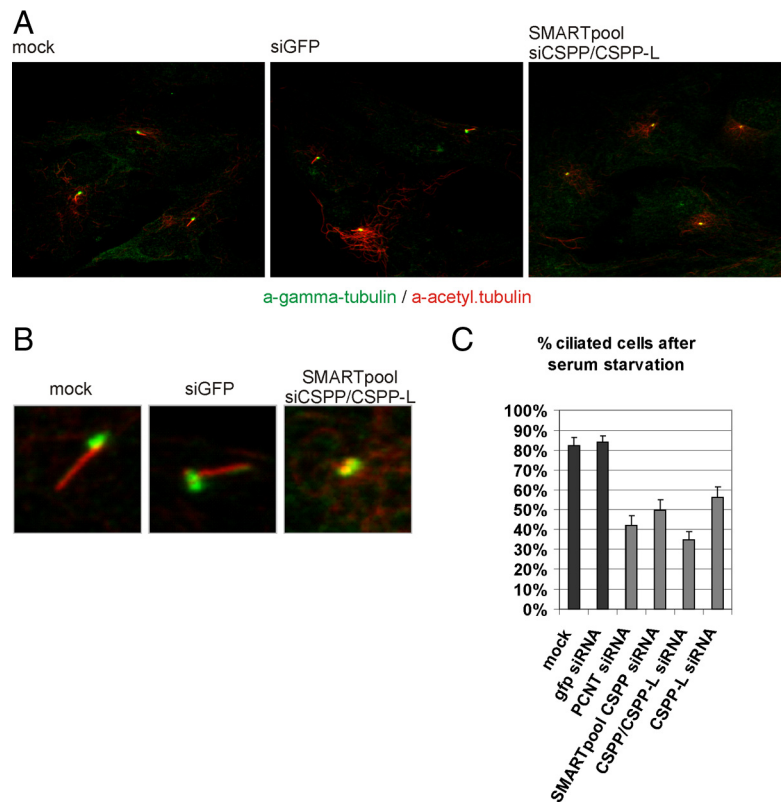 A
mock
siGFP
SMARTpool
siCSPP/CSPP-L
a-gamma-tubulin / a-acetyl.tubulin
B
mock
siGFP
SMARTpool
siCSPP/CSPP-L
C
% ciliated cells after
serum starvation
100%
90%
80%
70%
60%
50%
40%
30%
20%
10%
0%
mock
gfp siRNA
PCNT siRNA
SMARTpool CSPP siRNA
CSPP/CSPP-L siRNA
CSPP-L siRNA